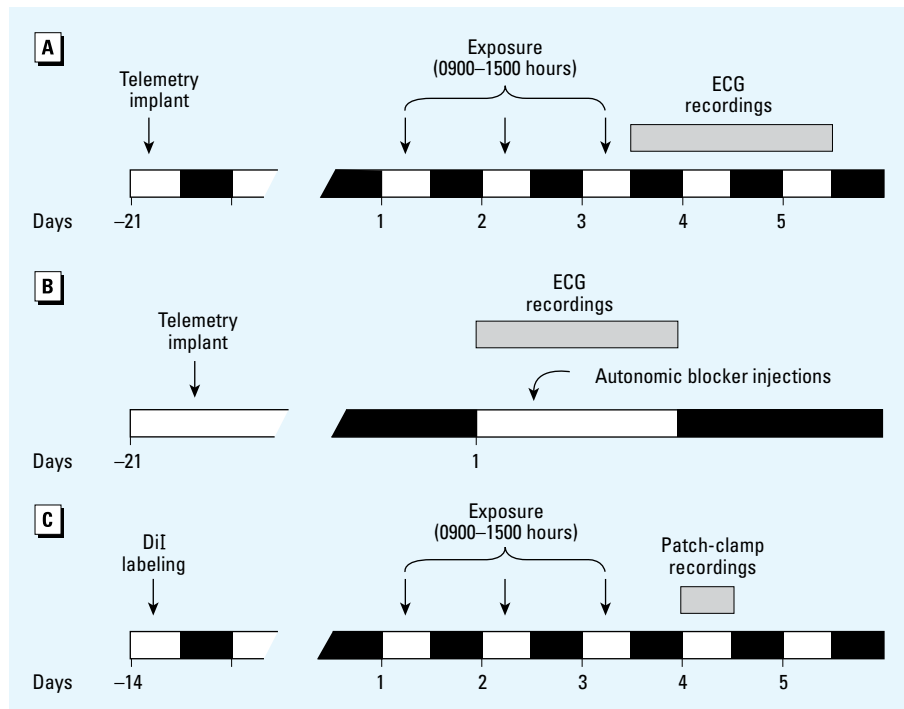 A
Exposure
(0900–1500 hours)
Telemetry
implant
ECG
recordings
Days –21 1 2 3 4 5
B
ECG
recordings
Telemetry
implant
Autonomic blocker injections
Days –21 1
C
Exposure
(0900–1500 hours)
DiI
labeling
Patch-clamp
recordings
Days –14 1 2 3 4 5